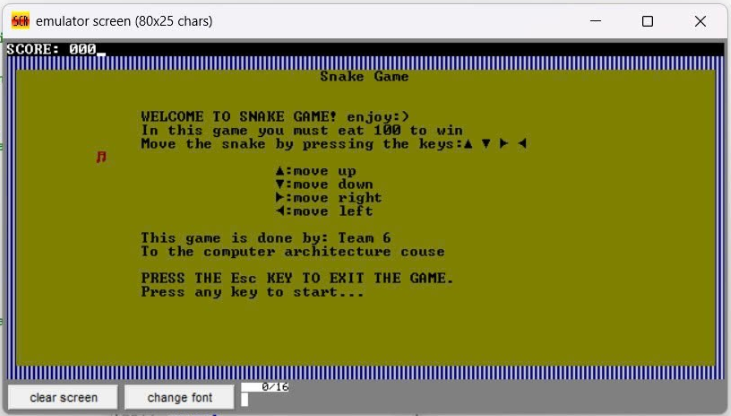 emulator screen (80x25 chars)
SCORE: 000_
Snake Game
WELCOME TO SNAKE GAME! enjoy:)
In this game you must eat 100 to win
Move the snake by pressing the keys:▲ ▼ ► ◄
▲:move up
▼:move down
►:move right
◄:move left
This game is done by: Team 6
To the computer architecture couse
PRESS THE Esc KEY TO EXIT THE GAME.
Press any key to start...
clear screen change font 0/16